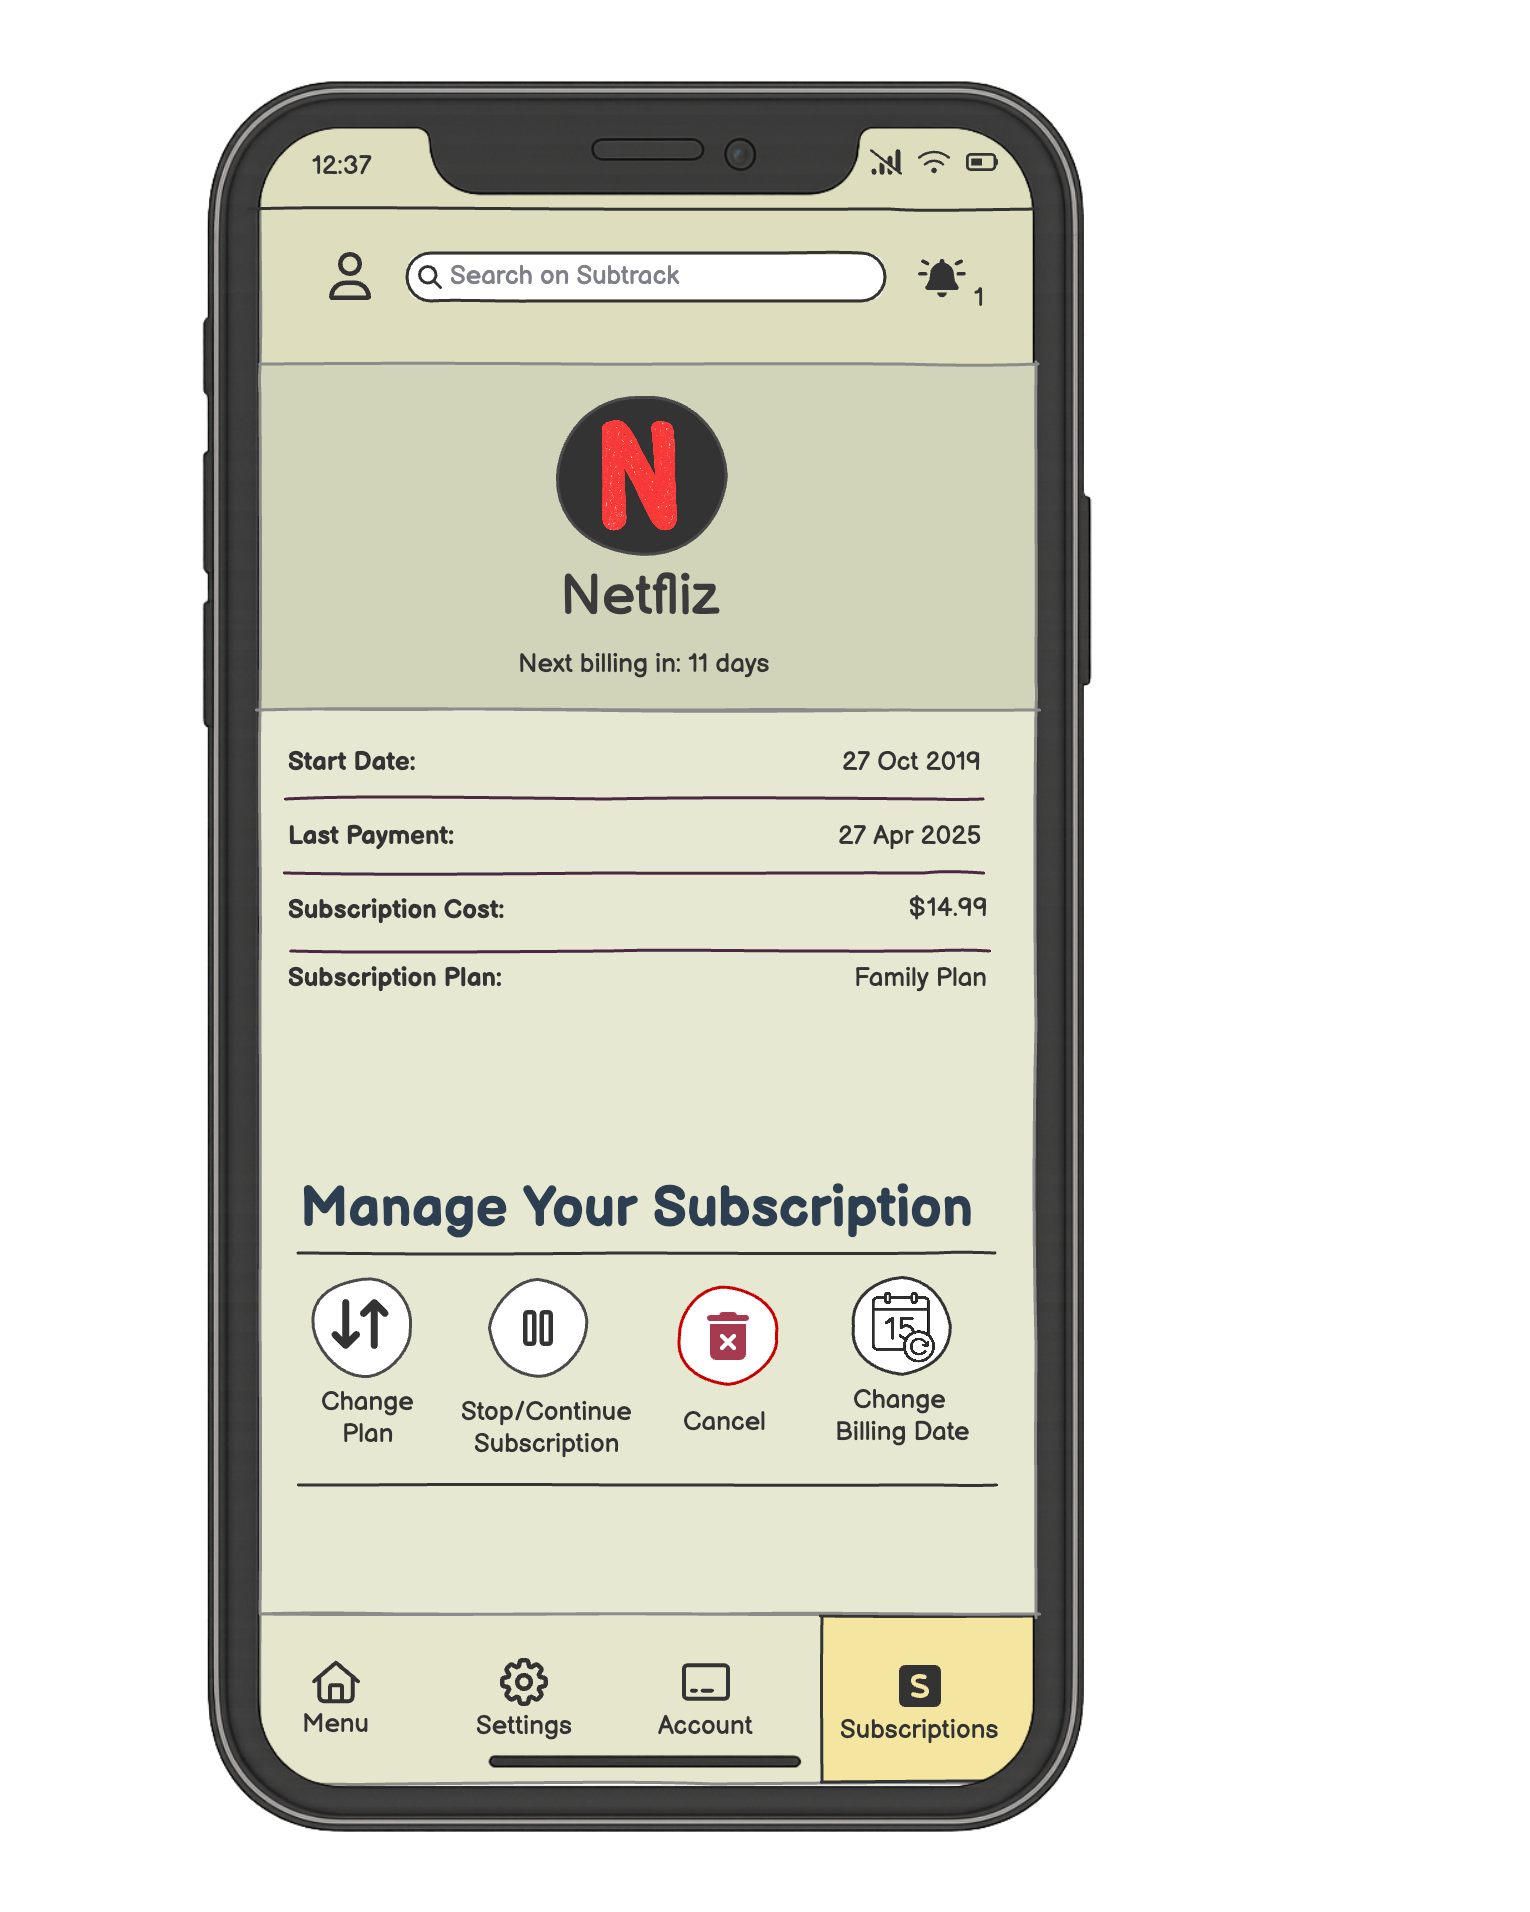 12:37
Search on Subtrack
1
N
Netfliz
Next billing in: 11 days
Start Date: 27 Oct 2019
Last Payment: 27 Apr 2025
Subscription Cost: $14.99
Subscription Plan: Family Plan
Manage Your Subscription
15
Change
Plan
Stop/Continue
Subscription
Cancel
Change
Billing Date
Menu
Settings
Account
S
Subscriptions